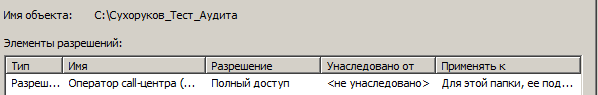 Имя объекта: C:\Сухоруков_Тест_Аудита
Элементы разрешений:
Тип Имя Разрешение Унаследовано от Применять к
Разреш... Оператор call-центра (... Полный доступ <не унаследовано> Для этой папки, ее под...